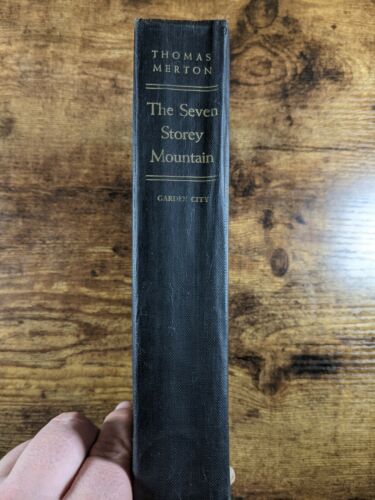 THOMAS
MERTON
The Seven
Storey
Mountain
GARDEN CITY